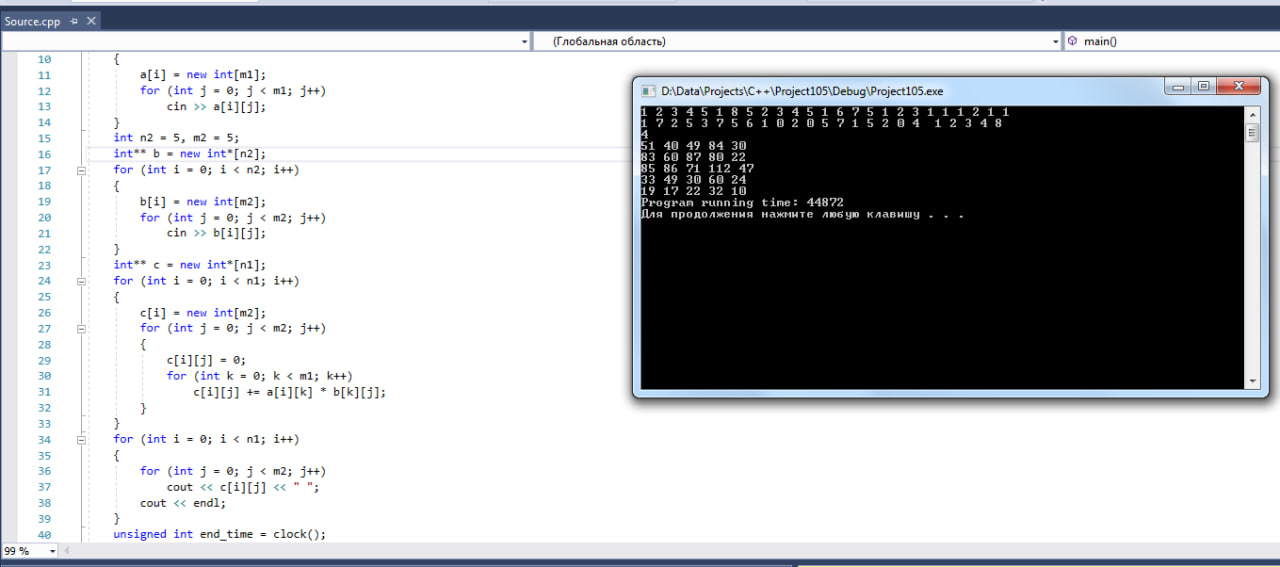 Source.cpp
(Глобальная область)
main()
10 {
11 a[i] = new int[m1];
12 for (int j = 0; j < m1; j++)
13 cin >> a[i][j];
14 }
15 int n2 = 5, m2 = 5;
16 int** b = new int*[n2];
17 for (int i = 0; i < n2; i++)
18 {
19 b[i] = new int[m2];
20 for (int j = 0; j < m2; j++)
21 cin >> b[i][j];
22 }
23 int** c = new int*[n1];
24 for (int i = 0; i < n1; i++)
25 {
26 c[i] = new int[m2];
27 for (int j = 0; j < m2; j++)
28 {
29 c[i][j] = 0;
30 for (int k = 0; k < m1; k++)
31 c[i][j] += a[i][k] * b[k][j];
32 }
33 }
34 for (int i = 0; i < n1; i++)
35 {
36 for (int j = 0; j < m2; j++)
37 cout << c[i][j] << " ";
38 cout << endl;
39 }
40 unsigned int end_time = clock();
99 %
D:\Data\Projects\C++\Project105\Debug\Project105.exe
1 2 3 4 5 1 8 5 2 3 4 5 1 6 7 5 1 2 3 1 1 1 2 1 1
1 7 2 5 3 7 5 6 1 0 2 0 5 7 1 5 2 0 4  1 2 3 4 8
4
51 40 49 84 30
83 60 87 80 22
85 86 71 112 47
33 49 30 60 24
19 17 22 32 10
Program running time: 44872
Для продолжения нажмите любую клавишу . . .